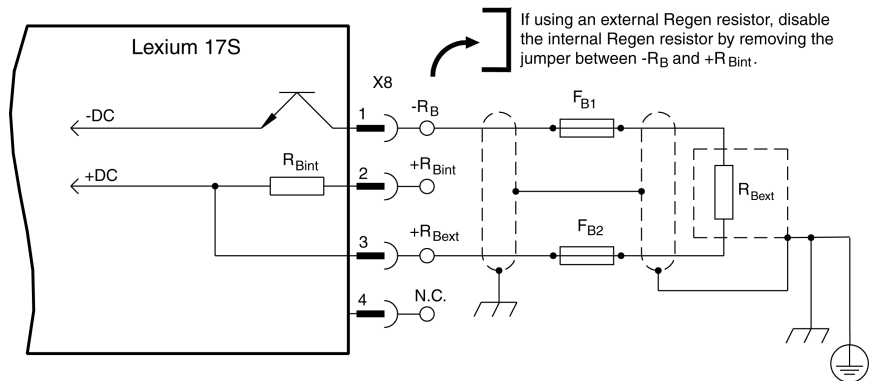 If using an external Regen resistor, disable
the internal Regen resistor by removing the
jumper between -RB and +RBint.
Lexium 17S
X8
FB1
-DC
1
-RB
+DC
RBint
2
+RBint
RBext
3
+RBext
FB2
4
N.C.